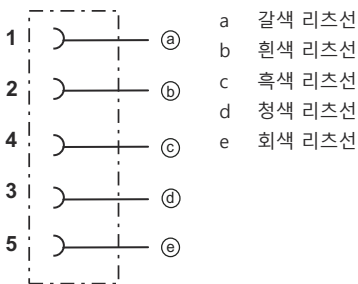 1 ⓐ
2 ⓑ
4 ⓒ
3 ⓓ
5 ⓔ
a 갈색 리츠선
b 흰색 리츠선
c 흑색 리츠선
d 청색 리츠선
e 회색 리츠선